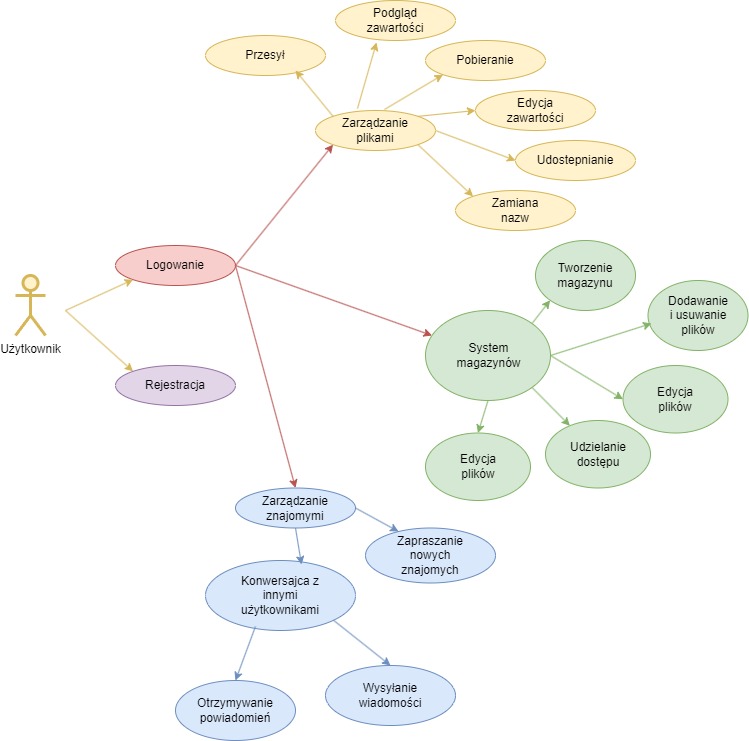 Podgląd
zawartości
Przesył
Pobieranie
Edycja
zawartości
Zarządzanie
plikami
Udostepnianie
Zamiana
nazw
Logowanie
Tworzenie
magazynu
Dodawanie
i usuwanie
plików
Użytkownik
System
magazynów
Rejestracja
Edycja
plików
Udzielanie
dostępu
Edycja
plików
Zarządzanie
znajomymi
Zapraszanie
nowych
znajomych
Konwersajca z
innymi
użytkownikami
Otrzymywanie
powiadomień
Wysyłanie
wiadomości